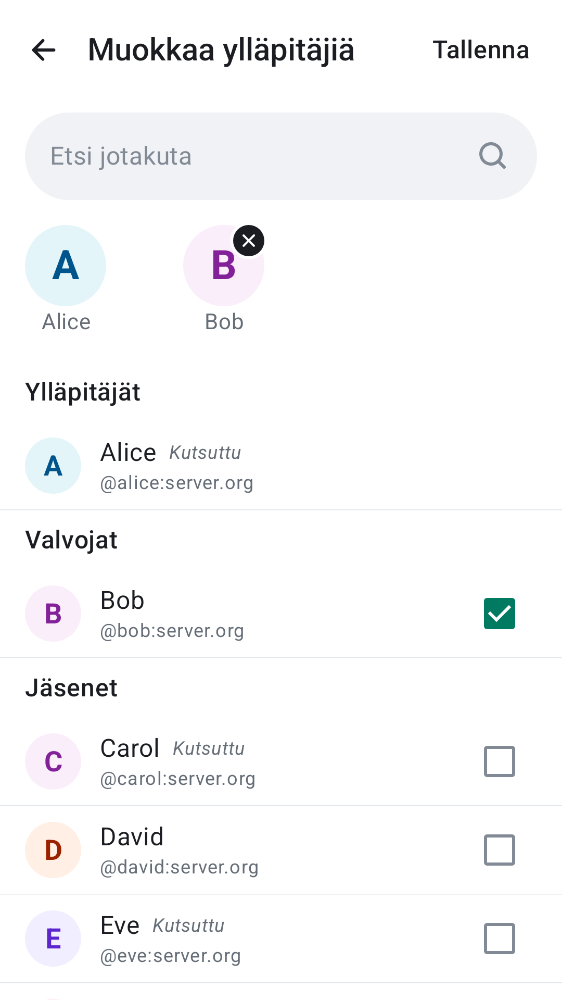 Muokkaa ylläpitäjiä
Tallenna
Etsi jotakuta
A
B
Alice
Bob
Ylläpitäjät
A
Alice Kutsuttu
@alice:server.org
Valvojat
B
Bob
@bob:server.org
Jäsenet
C
Carol Kutsuttu
@carol:server.org
D
David
@david:server.org
E
Eve Kutsuttu
@eve:server.org